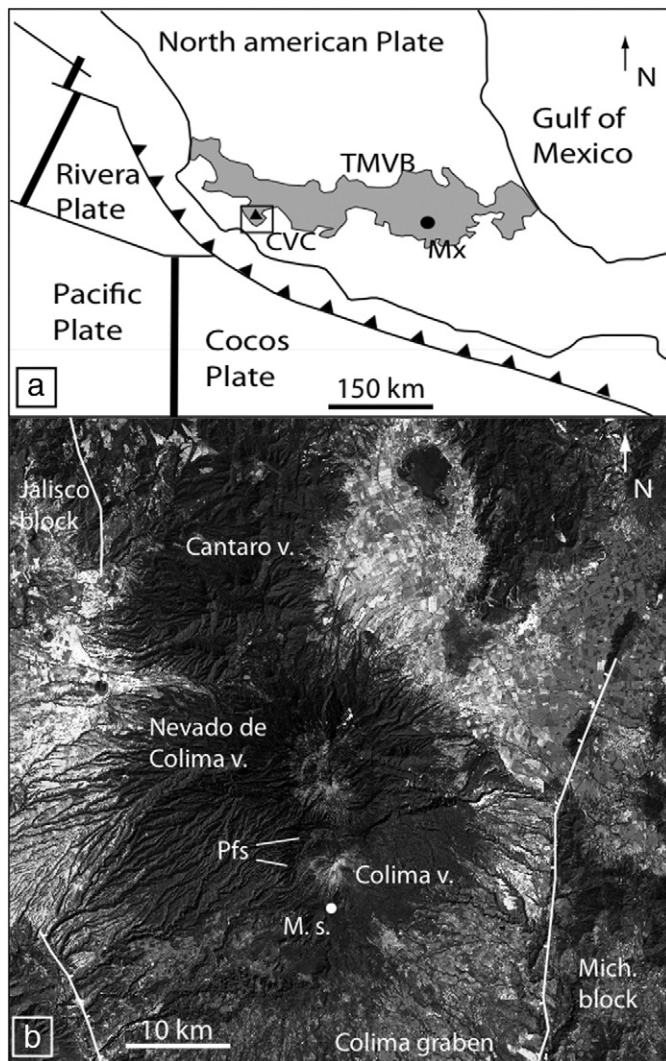 North american Plate
N
Gulf of
Mexico
TMVB
Rivera
Plate
CVC
Mx
Pacific
Plate
Cocos
Plate
a
150 km
Jalisco
block
N
Cantaro v.
Nevado de
Colima v.
Pfs
Colima v.
M. s.
Mich.
block
b
10 km
Colima graben